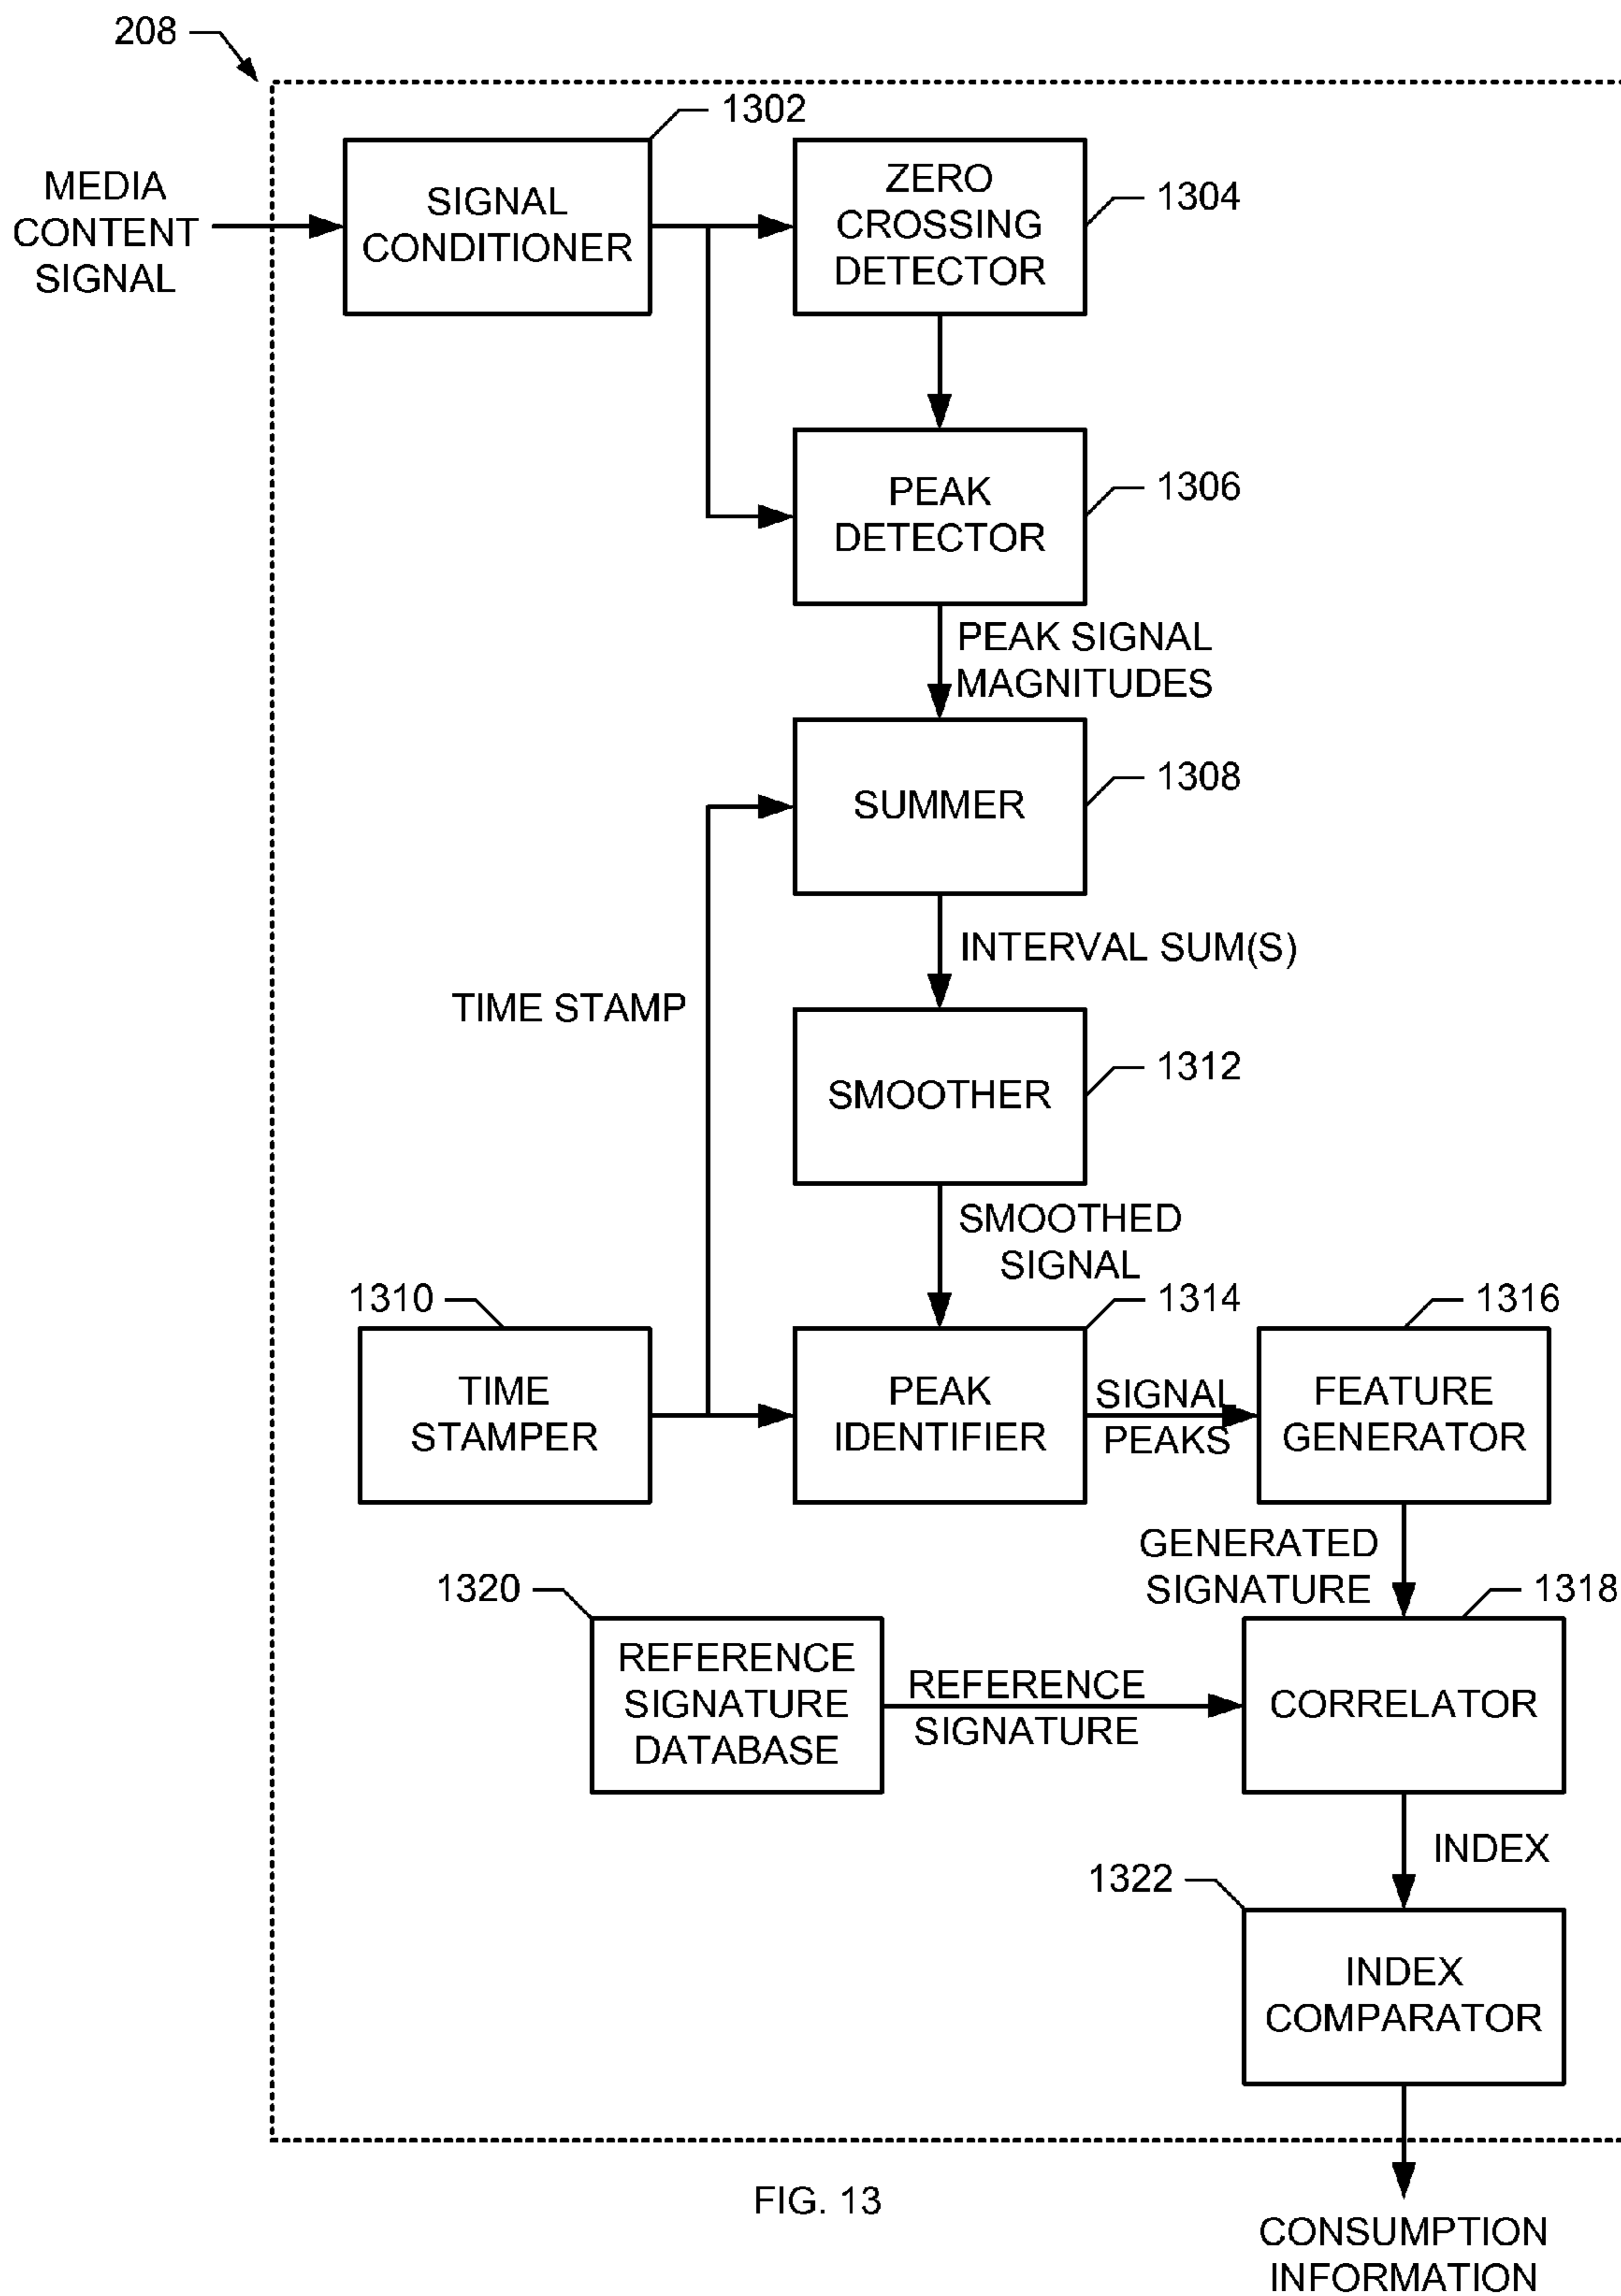 208
1302
MEDIA
CONTENT
SIGNAL
SIGNAL
CONDITIONER
ZERO
CROSSING
DETECTOR
1304
PEAK
DETECTOR
1306
PEAK SIGNAL
MAGNITUDES
SUMMER
1308
INTERVAL SUM(S)
TIME STAMP
SMOOTHER
1312
SMOOTHED
SIGNAL
1310
TIME
STAMPER
1314
PEAK
IDENTIFIER
SIGNAL
PEAKS
1316
FEATURE
GENERATOR
GENERATED
SIGNATURE
1320
REFERENCE
SIGNATURE
DATABASE
REFERENCE
SIGNATURE
1318
CORRELATOR
INDEX
1322
INDEX
COMPARATOR
FIG. 13
CONSUMPTION
INFORMATION